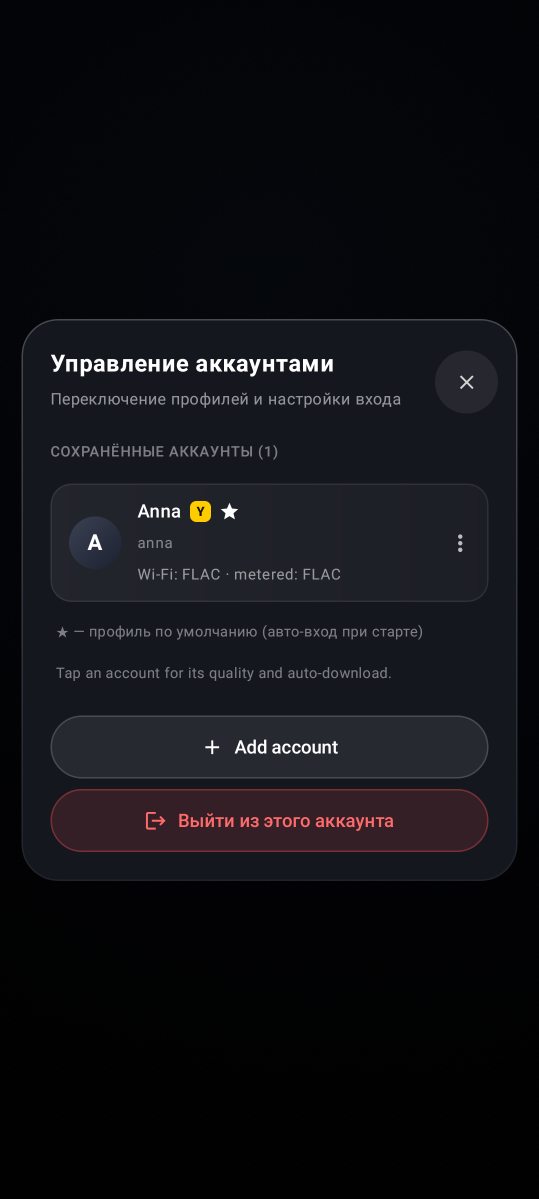 Управление аккаунтами
Переключение профилей и настройки входа
СОХРАНЁННЫЕ АККАУНТЫ (1)
A
Anna Y ★
anna
Wi-Fi: FLAC · metered: FLAC
★ — профиль по умолчанию (авто-вход при старте)
Tap an account for its quality and auto-download.
+ Add account
Выйти из этого аккаунта